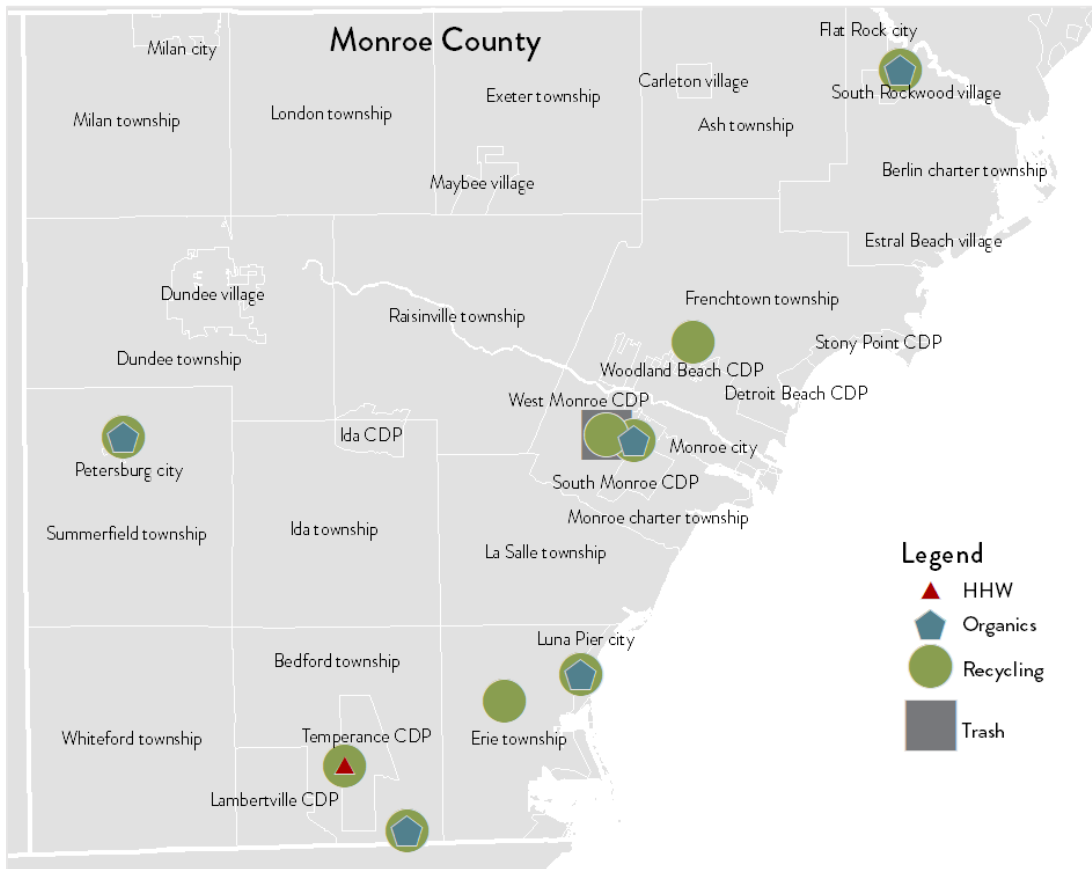 Monroe County
Milan city
Flat Rock city
Carleton village
South Rockwood village
Exeter township
London township
Milan township
Ash township
Berlin charter township
Maybee village
Estral Beach village
Dundee village
Frenchtown township
Raisinville township
Stony Point CDP
Dundee township
Woodland Beach CDP
Detroit Beach CDP
West Monroe CDP
Ida CDP
Monroe city
Petersburg city
South Monroe CDP
Monroe charter township
Summerfield township
Ida township
La Salle township
Legend
HHW
Organics
Recycling
Trash
Luna Pier city
Bedford township
Whiteford township
Temperance CDP
Erie township
Lambertville CDP